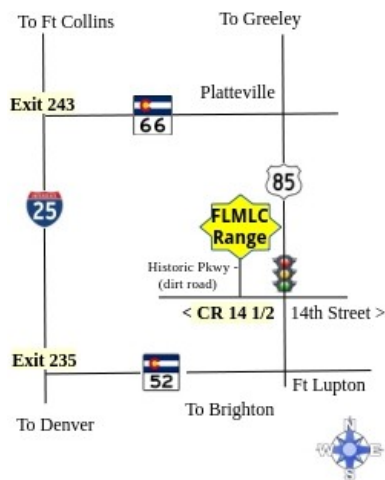 To Ft Collins
To Greeley
Platteville
Exit 243
66
85
25
FLMLC
Range
Historic Pkwy -
(dirt road)
< CR 14 1/2
14th Street >
Exit 235
52
Ft Lupton
To Brighton
To Denver
N
W
E
S